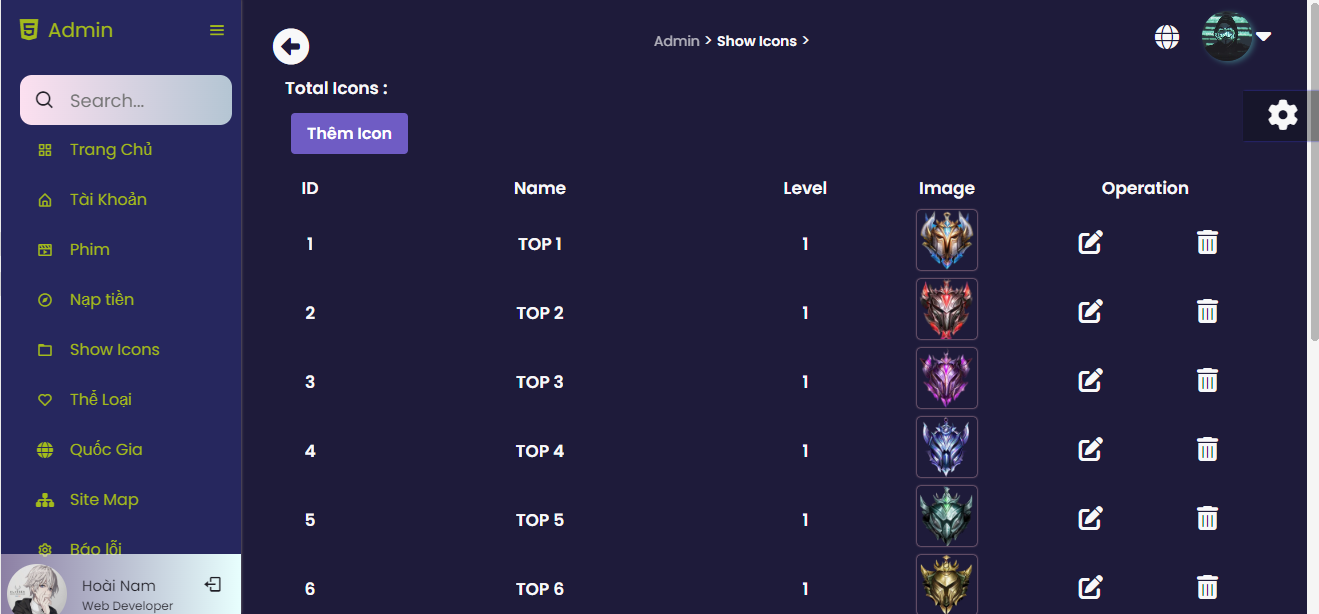 Admin
Search...
Trang Chủ
Tài Khoản
Phim
Nạp tiền
Show Icons
Thể Loại
Quốc Gia
Site Map
Báo lỗi
Hoài Nam
Web Developer
Admin > Show Icons >
Total Icons :
Thêm Icon
ID Name Level Image Operation
1 TOP 1 1
2 TOP 2 1
3 TOP 3 1
4 TOP 4 1
5 TOP 5 1
6 TOP 6 1